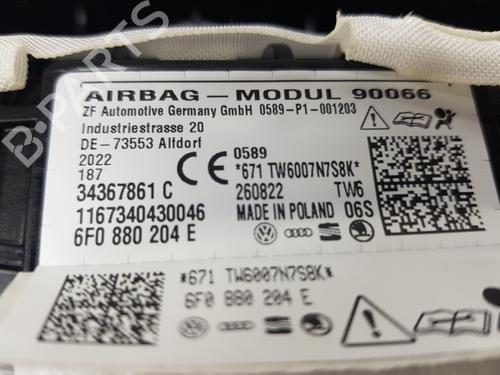 AIRBAG – MODUL 90066
ZF Automotive Germany GmbH 0589-P1-001203
Industriestrasse 20
DE-73553 Alfdorf
2022
187
34367861 C
1167340430046
6F0 880 204 E
CE 0589
*671 TW6007N7S8K*
260822 TW6
MADE IN POLAND 06S
*671 TW6007N7S8K*
6F0 880 204 E